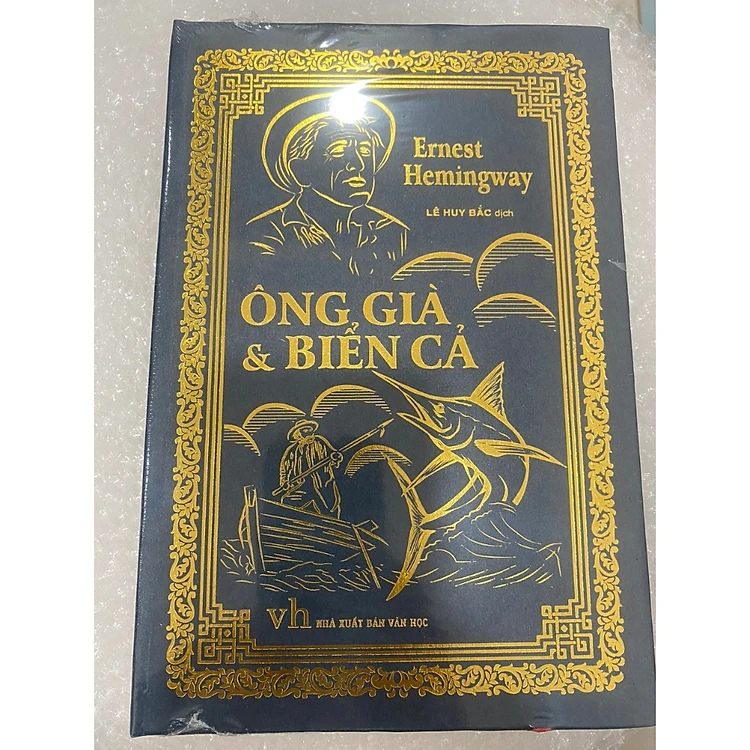 Ernest
Hemingway
LÊ HUY BẮC dịch
ÔNG GIÀ
& BIỂN CẢ
vh NHÀ XUẤT BẢN VĂN HỌC